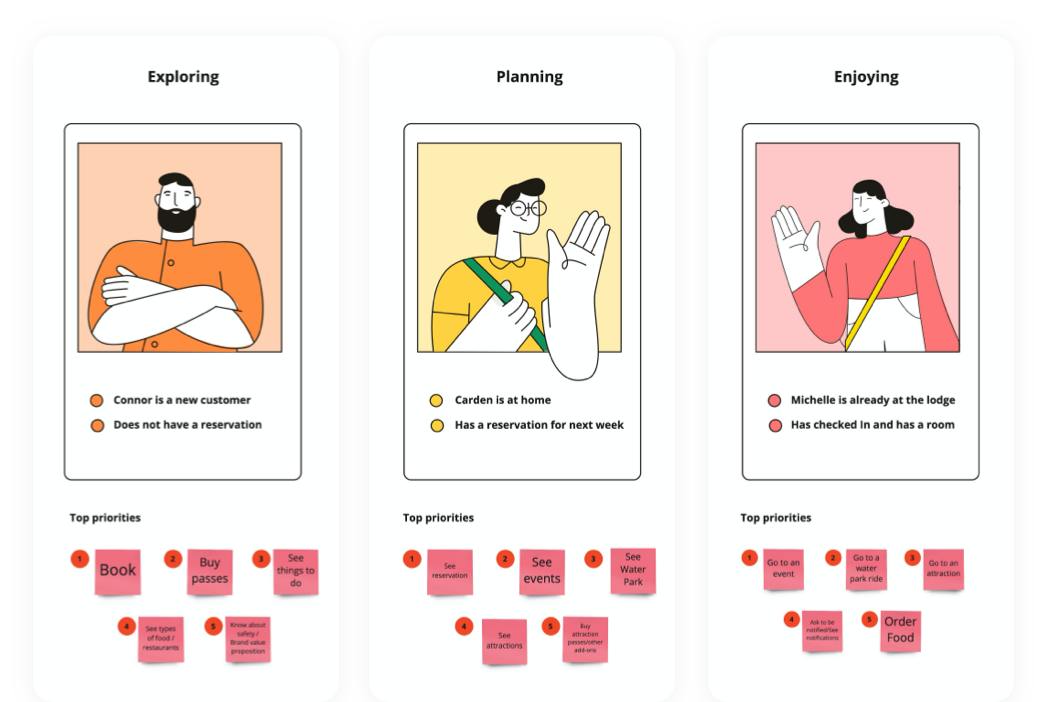 Exploring
Connor is a new customer
Does not have a reservation
Top priorities
1
Book
2
Buy
passes
3
See
things to
do
4
See types
of food /
restaurants
5
Know about
safety /
Brand value
proposition
Planning
Carden is at home
Has a reservation for next week
Top priorities
1
See
reservation
2
See
events
3
See
Water
Park
4
See
attractions
5
Buy
attraction
passes/other
add-ons
Enjoying
Michelle is already at the lodge
Has checked In and has a room
Top priorities
1
Go to an
event
2
Go to a
water
park ride
3
Go to an
attraction
4
Ask to be
notified/See
notifications
5
Order
Food